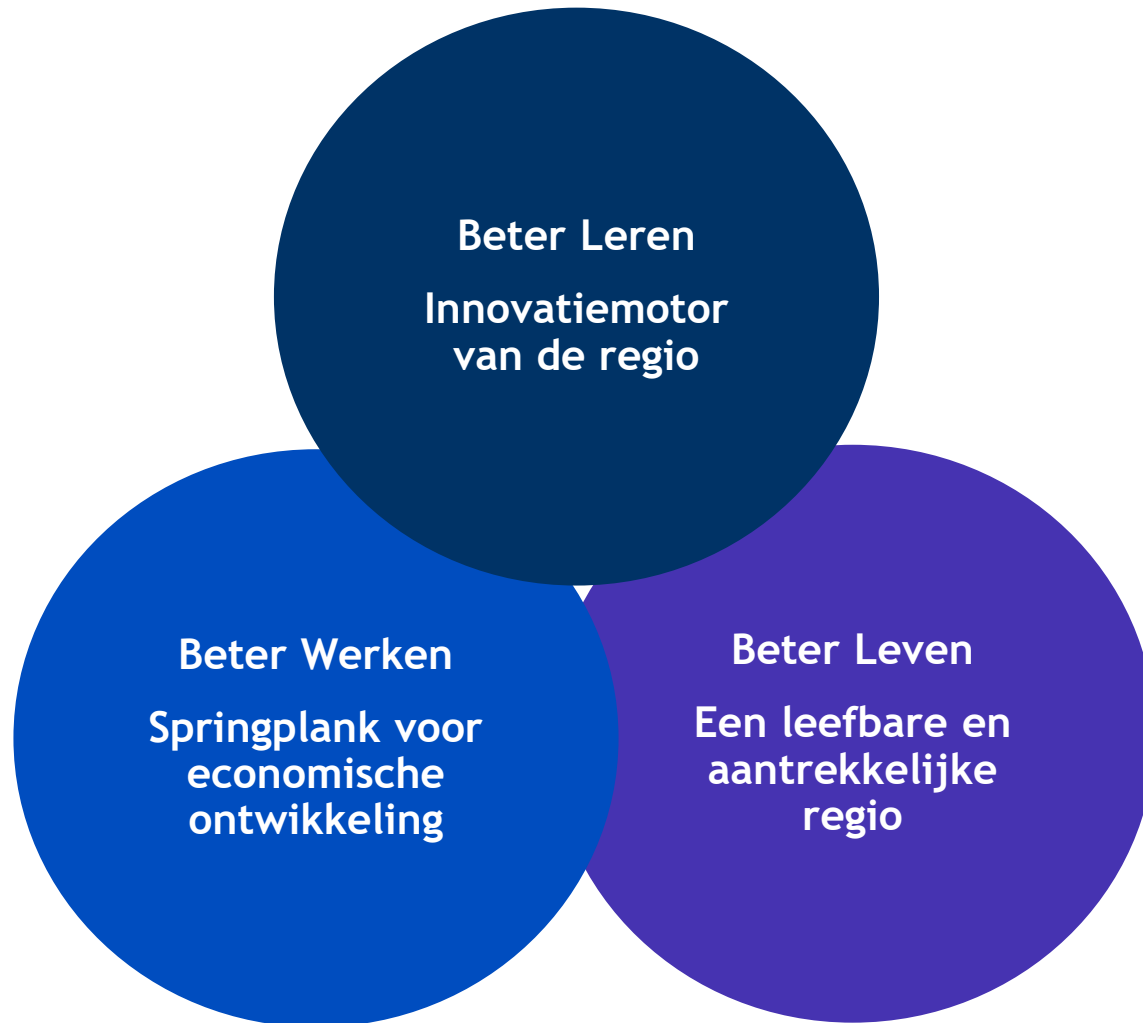 Beter Leren
Innovatiemotor
van de regio
Beter Werken
Springplank voor
economische
ontwikkeling
Beter Leven
Een leefbare en
aantrekkelijke
regio